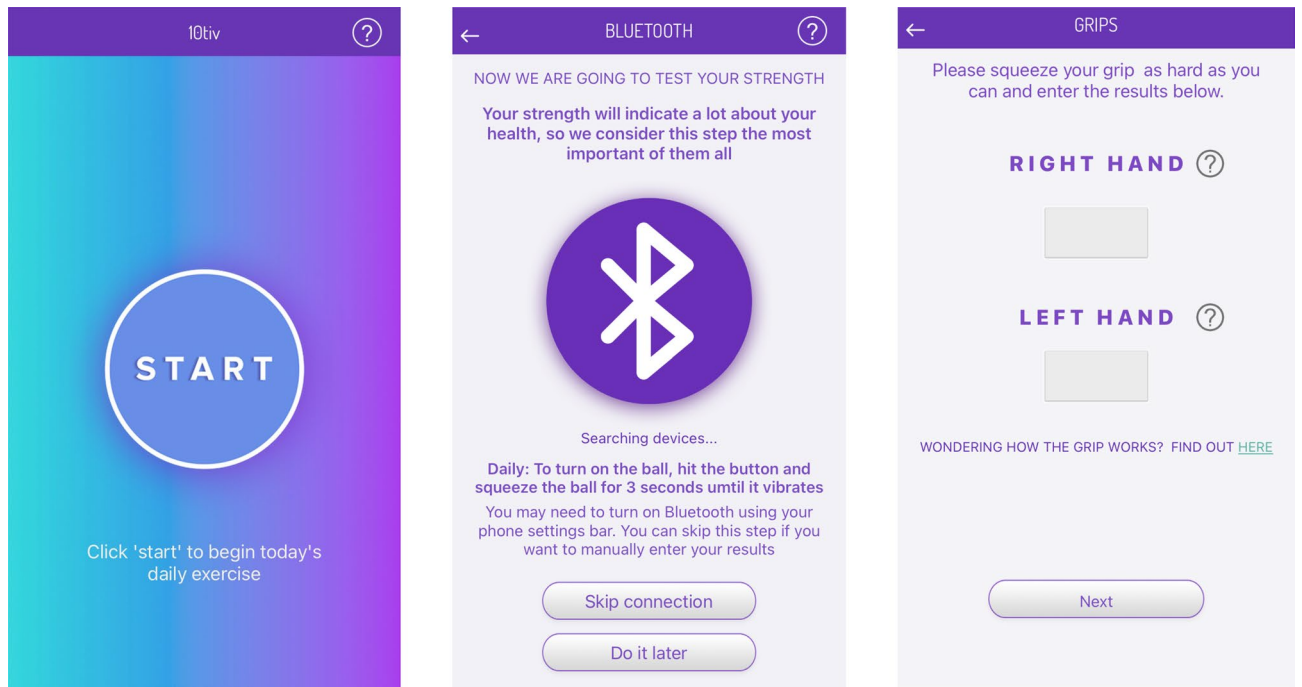 10tiv
?
START
Click 'start' to begin today's
daily exercise
←
BLUETOOTH
?
NOW WE ARE GOING TO TEST YOUR STRENGTH
Your strength will indicate a lot about your
health, so we consider this step the most
important of them all
Searching devices...
Daily: To turn on the ball, hit the button and
squeeze the ball for 3 seconds umtil it vibrates
You may need to turn on Bluetooth using your
phone settings bar. You can skip this step if you
want to manually enter your results
Skip connection
Do it later
←
GRIPS
Please squeeze your grip as hard as you
can and enter the results below.
RIGHT HAND ?
LEFT HAND ?
WONDERING HOW THE GRIP WORKS? FIND OUT HERE
Next